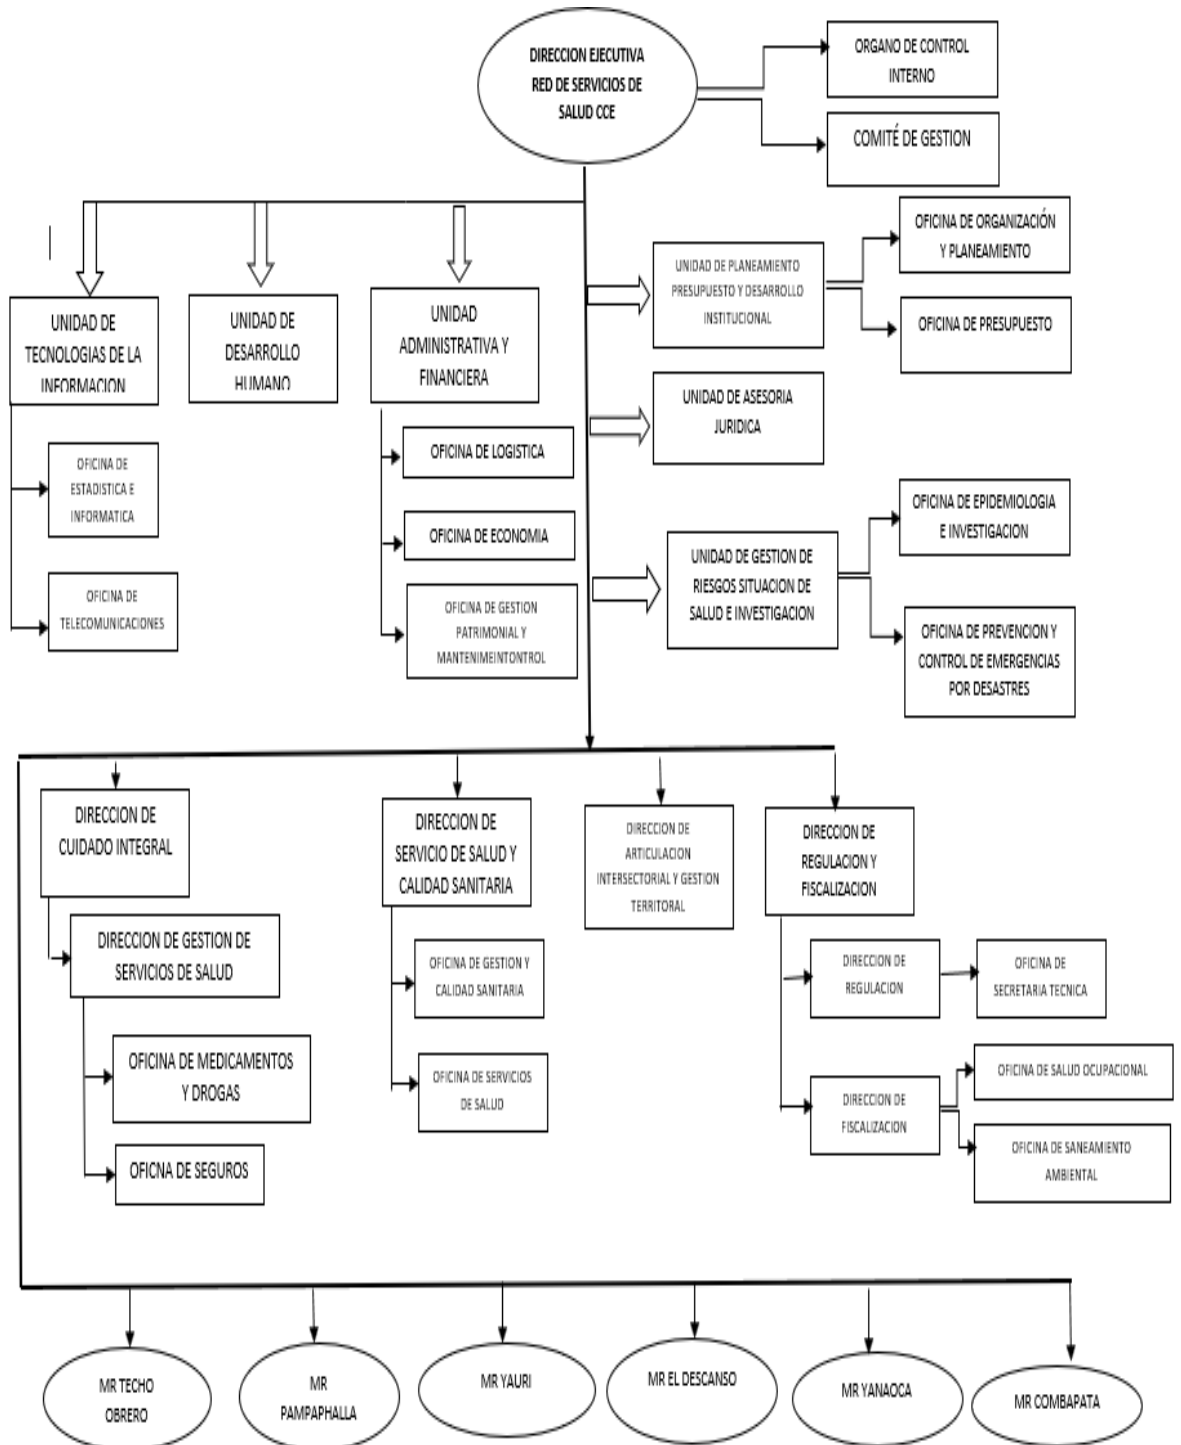 DIRECCION EJECUTIVA
RED DE SERVICIOS DE
SALUD CCE
ORGANO DE CONTROL
INTERNO
COMITÉ DE GESTION
UNIDAD DE
TECNOLOGIAS DE LA
INFORMACION
UNIDAD DE
DESARROLLO
HUMANO
UNIDAD
ADMINISTRATIVA Y
FINANCIERA
UNIDAD DE PLANEAMIENTO
PRESUPUESTO Y DESARROLLO
INSTITUCIONAL
OFICINA DE ORGANIZACIÓN
Y PLANEAMIENTO
OFICINA DE PRESUPUESTO
UNIDAD DE ASESORIA
JURIDICA
OFICINA DE
ESTADISTICA E
INFORMATICA
OFICINA DE
TELECOMUNICACIONES
OFICINA DE LOGISTICA
OFICINA DE ECONOMIA
OFICINA DE GESTION
PATRIMONIAL Y
MANTENIMEINTONTROL
UNIDAD DE GESTION DE
RIESGOS SITUACION DE
SALUD E INVESTIGACION
OFICINA DE EPIDEMIOLOGIA
E INVESTIGACION
OFICINA DE PREVENCION Y
CONTROL DE EMERGENCIAS
POR DESASTRES
DIRECCION DE
CUIDADO INTEGRAL
DIRECCION DE GESTION DE
SERVICIOS DE SALUD
OFICINA DE MEDICAMENTOS
Y DROGAS
OFICNA DE SEGUROS
DIRECCION DE
SERVICIO DE SALUD Y
CALIDAD SANITARIA
OFICINA DE GESTION Y
CALIDAD SANITARIA
OFICINA DE SERVICIOS
DE SALUD
DIRECCION DE
ARTICULACION
INTERSECTORIAL Y GESTION
TERRITORAL
DIRECCION DE
REGULACION Y
FISCALIZACION
DIRECCION DE
REGULACION
OFICINA DE
SECRETARIA TECNICA
DIRECCION DE
FISCALIZACION
OFICINA DE SALUD OCUPACIONAL
OFICINA DE SANEAMIENTO
AMBIENTAL
MR TECHO
OBRERO
MR
PAMPAPHALLA
MR YAURI
MR EL DESCANSO
MR YANAOCA
MR COMBAPATA